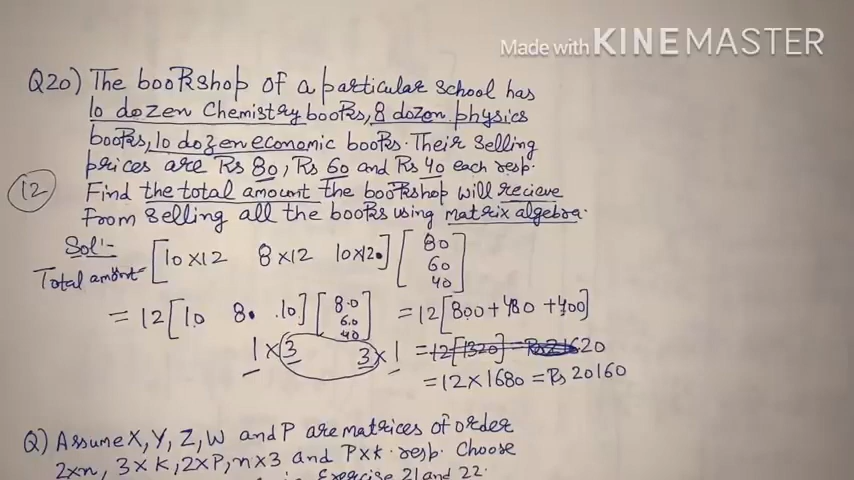 Made with KINEMASTER
Q20) The bookshop of a particular school has
10 dozen Chemistry books, 8 dozen physics
books, 10 dozen economic books. Their selling
prices are Rs 80, Rs 60 and Rs 40 each resp.
12
Find the total amount the bookshop will recieve
From selling all the books using matrix algebra.
Sol:-
Total amount = [10×12 8×12 10×12] [80 60 40]
= 12 [10 8 10] [80 60 40] = 12 [800+480+400]
1×3 3×1 = 12[1320] = Rs 21620
= 12×1680 = Rs 20160
Q) Assume X, Y, Z, W and P are matrices of order
2×n, 3×k, 2×P, n×3 and P×k resp. Choose
in Exercise 21 and 22.